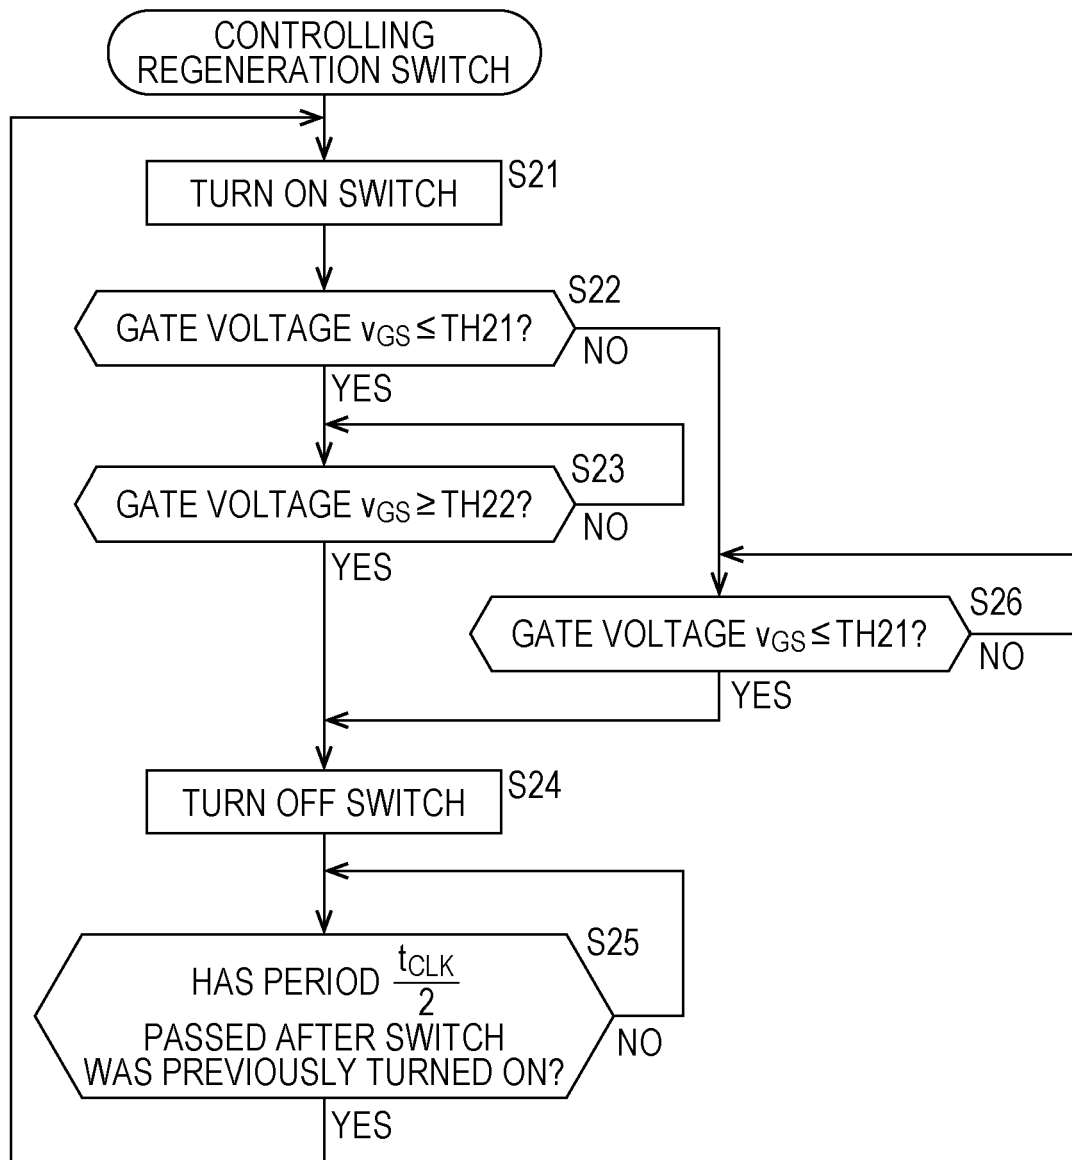 CONTROLLING
REGENERATION SWITCH
TURN ON SWITCH
S21
GATE VOLTAGE vGS ≤ TH21?
S22
NO
YES
GATE VOLTAGE vGS ≥ TH22?
S23
NO
YES
GATE VOLTAGE vGS ≤ TH21?
S26
NO
YES
TURN OFF SWITCH
S24
HAS PERIOD tCLK/2
PASSED AFTER SWITCH
WAS PREVIOUSLY TURNED ON?
S25
NO
YES